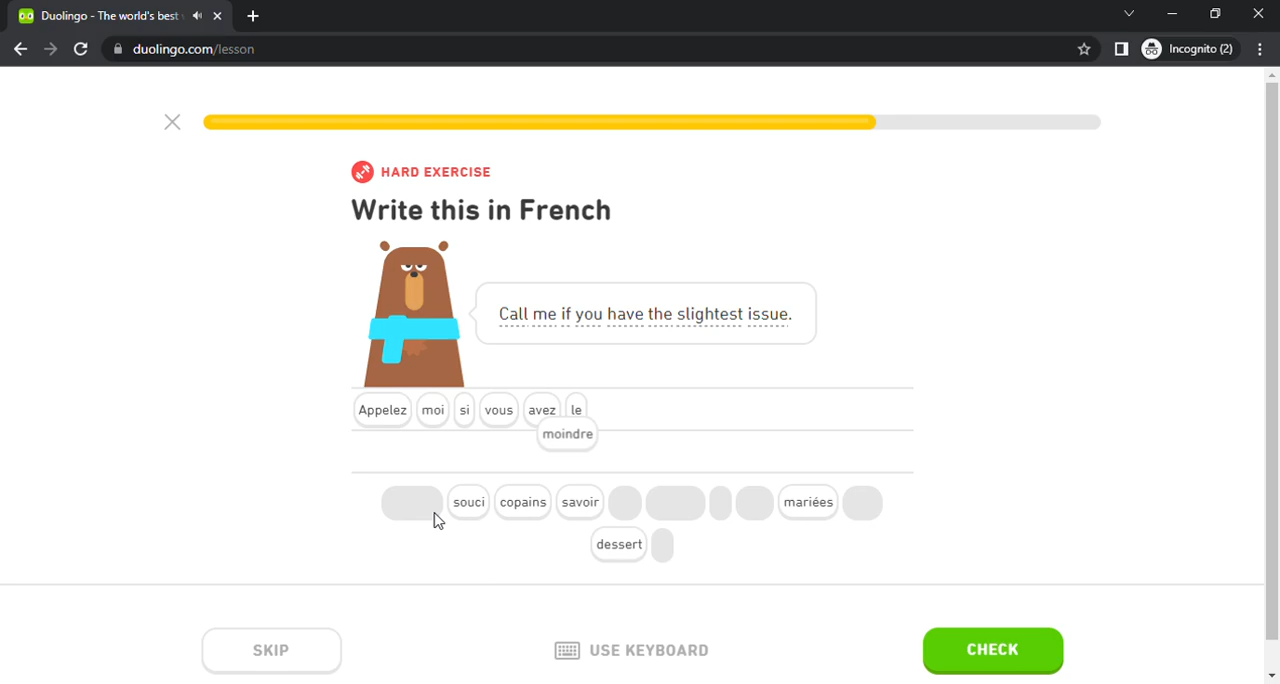 Duolingo - The world's best
duolingo.com/lesson
Incognito (2)
HARD EXERCISE
Write this in French
Call me if you have the slightest issue.
Appelez moi si vous avez le
moindre
souci copains savoir mariées
dessert
SKIP
USE KEYBOARD
CHECK